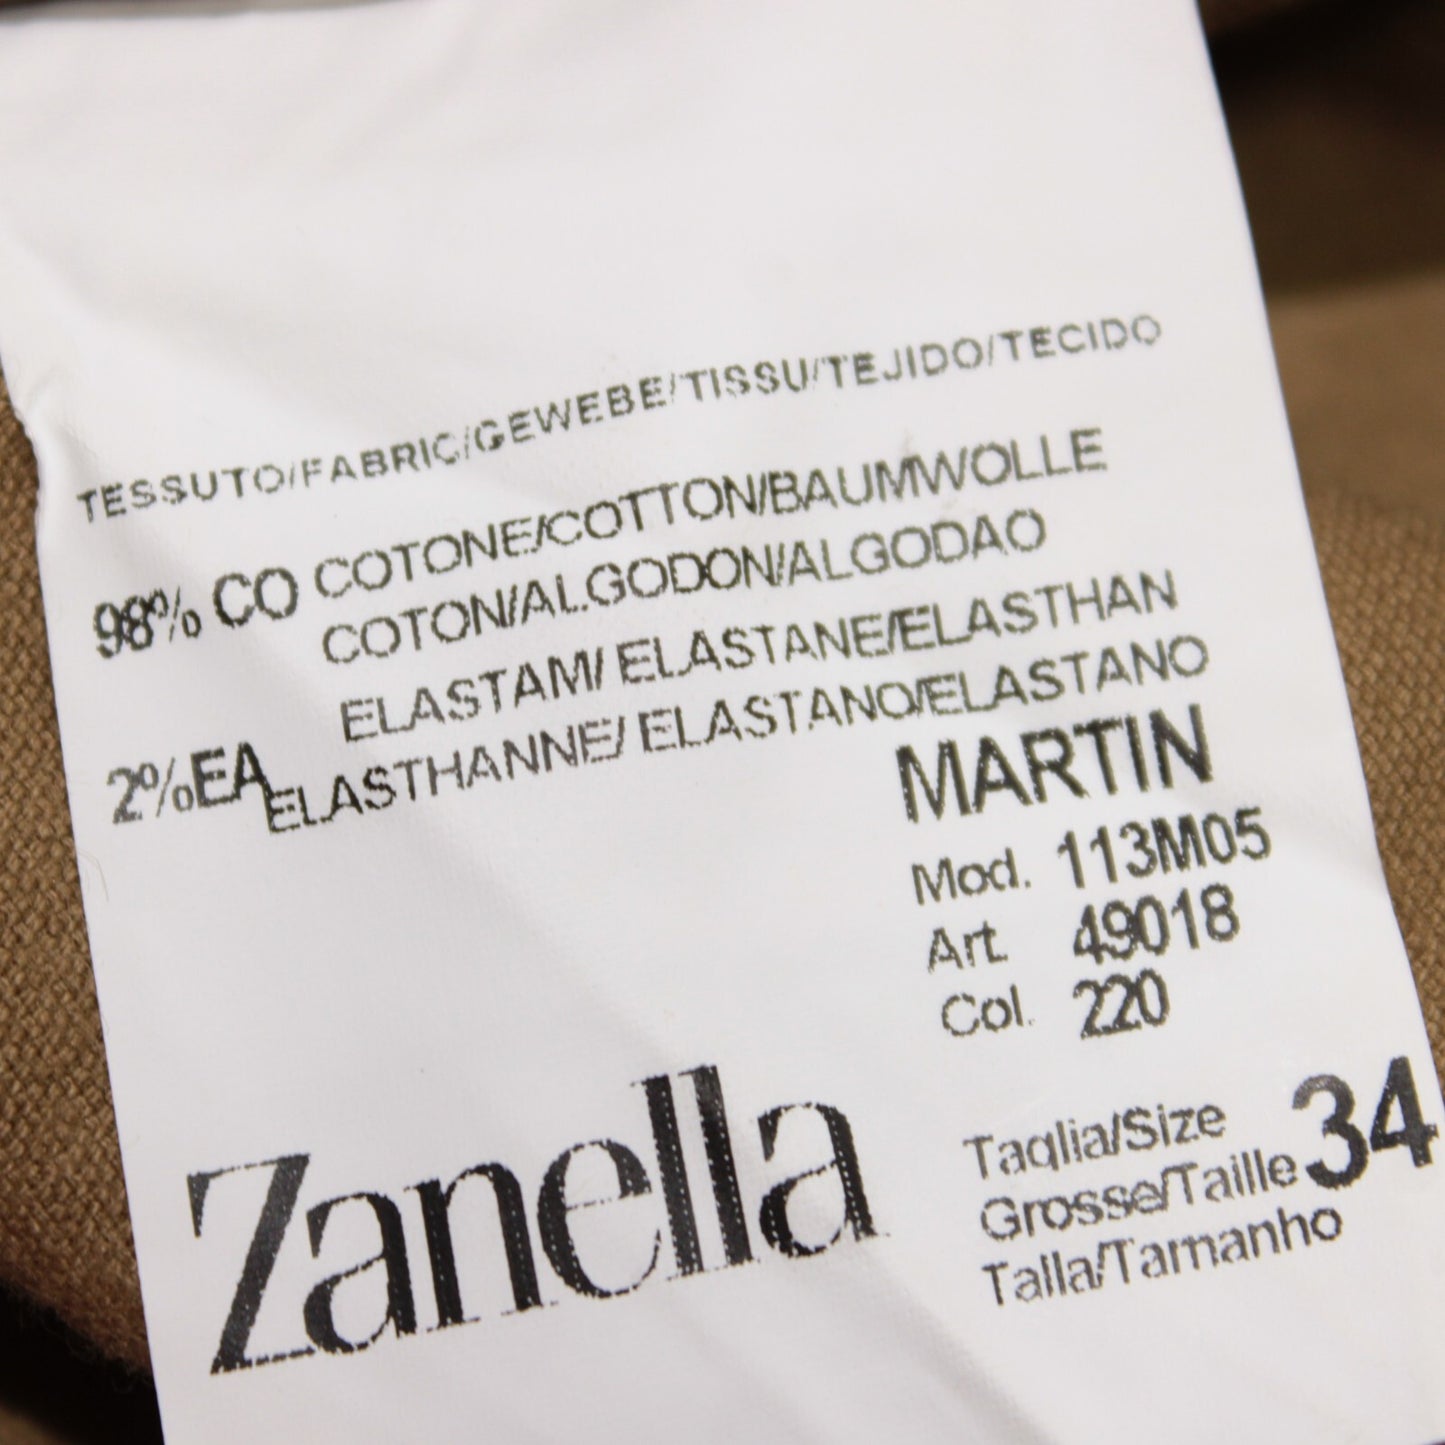 TESSUTO/FABRIC/GEWEBE/TISSU/TEJIDO/TECIDO
98% CO COTONE/COTTON/BAUMWOLLE
COTON/ALGODON/ALGODAO
ELASTAM/ ELASTANE/ELASTHAN
2%EA ELASTHANNE/ ELASTANO/ELASTANO
MARTIN
Mod. 113M05
Art. 49018
Col. 220
Zanella
Taglia/Size
Grosse/Taille 34
Talla/Tamanho